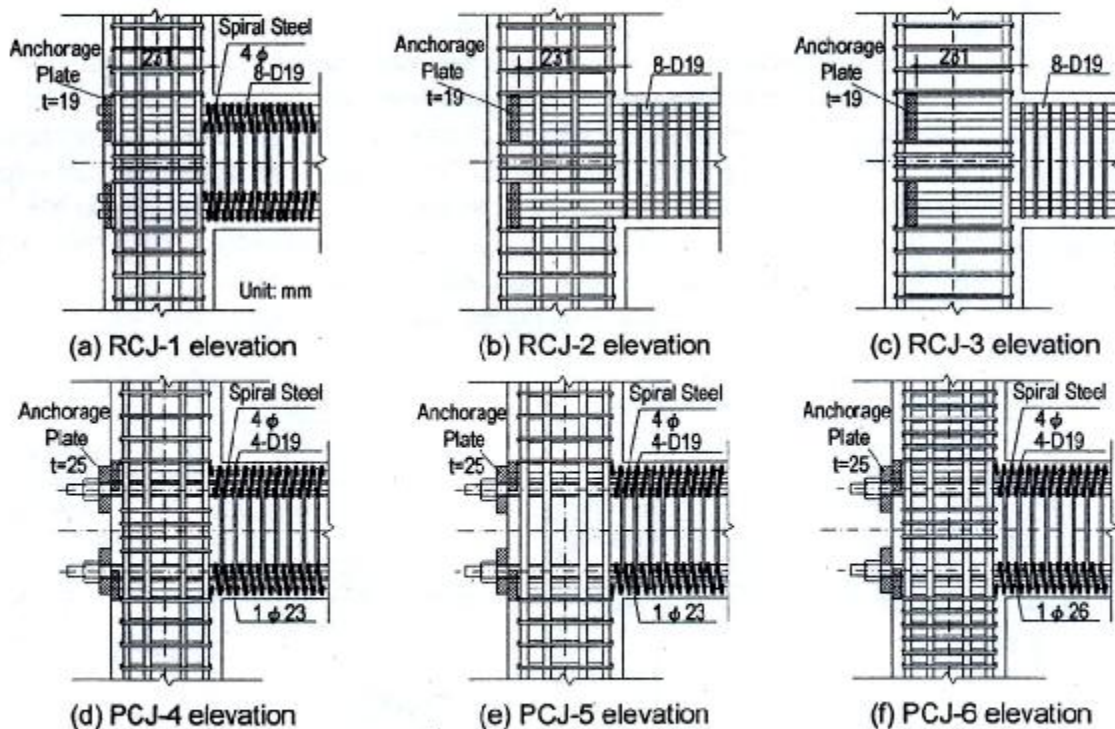 Spiral Steel
Anchorage
4 φ
Plate
231
8-D19
t=19
Unit: mm
(a) RCJ-1 elevation
Anchorage
Plate
231
8-D19
t=19
(b) RCJ-2 elevation
Anchorage
Plate
231
8-D19
t=19
(c) RCJ-3 elevation
Spiral Steel
Anchorage
4 φ
Plate
4-D19
t=25
1 φ 23
(d) PCJ-4 elevation
Spiral Steel
Anchorage
4 φ
Plate
4-D19
t=25
1 φ 23
(e) PCJ-5 elevation
Spiral Steel
Anchorage
4 φ
Plate
4-D19
t=25
1 φ 26
(f) PCJ-6 elevation